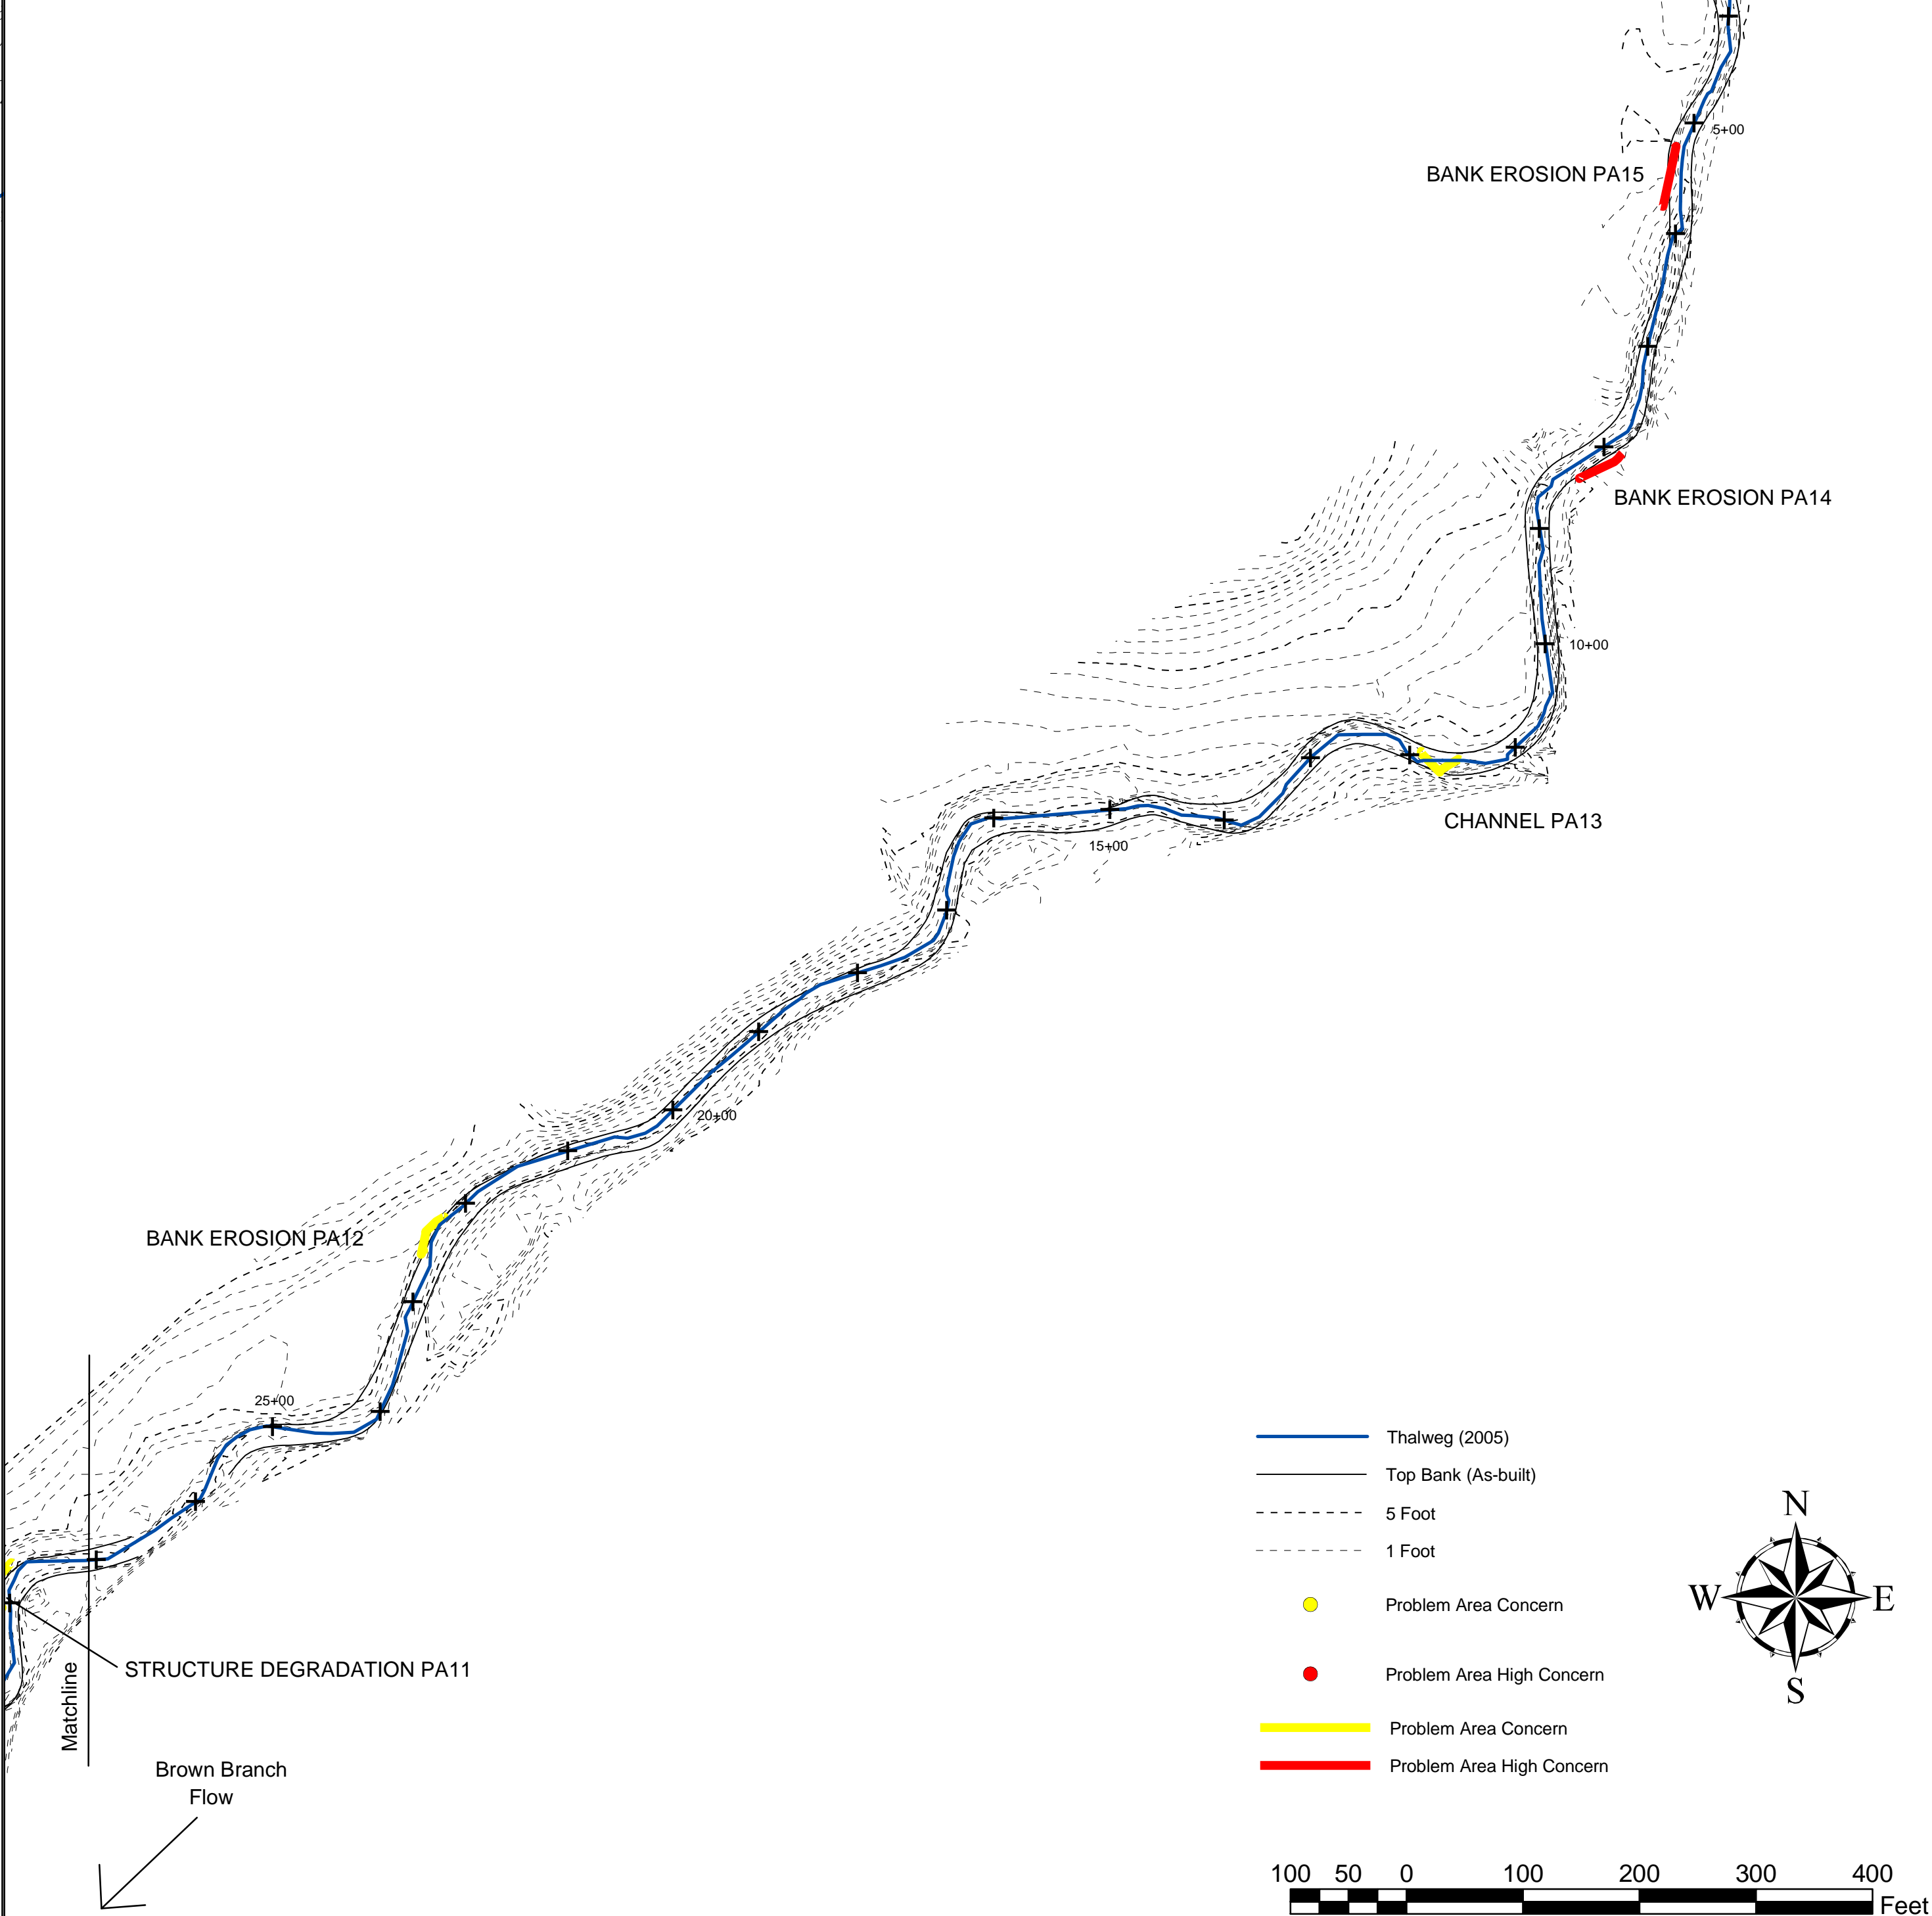 5+00
BANK EROSION PA15
BANK EROSION PA14
10+00
CHANNEL PA13
15+00
20+00
BANK EROSION PA12
25+00
STRUCTURE DEGRADATION PA11
Matchline
Brown Branch
Flow
Thalweg (2005)
Top Bank (As-built)
5 Foot
1 Foot
Problem Area Concern
Problem Area High Concern
Problem Area Concern
Problem Area High Concern
N
W E
S
100 50 0 100 200 300 400
Feet